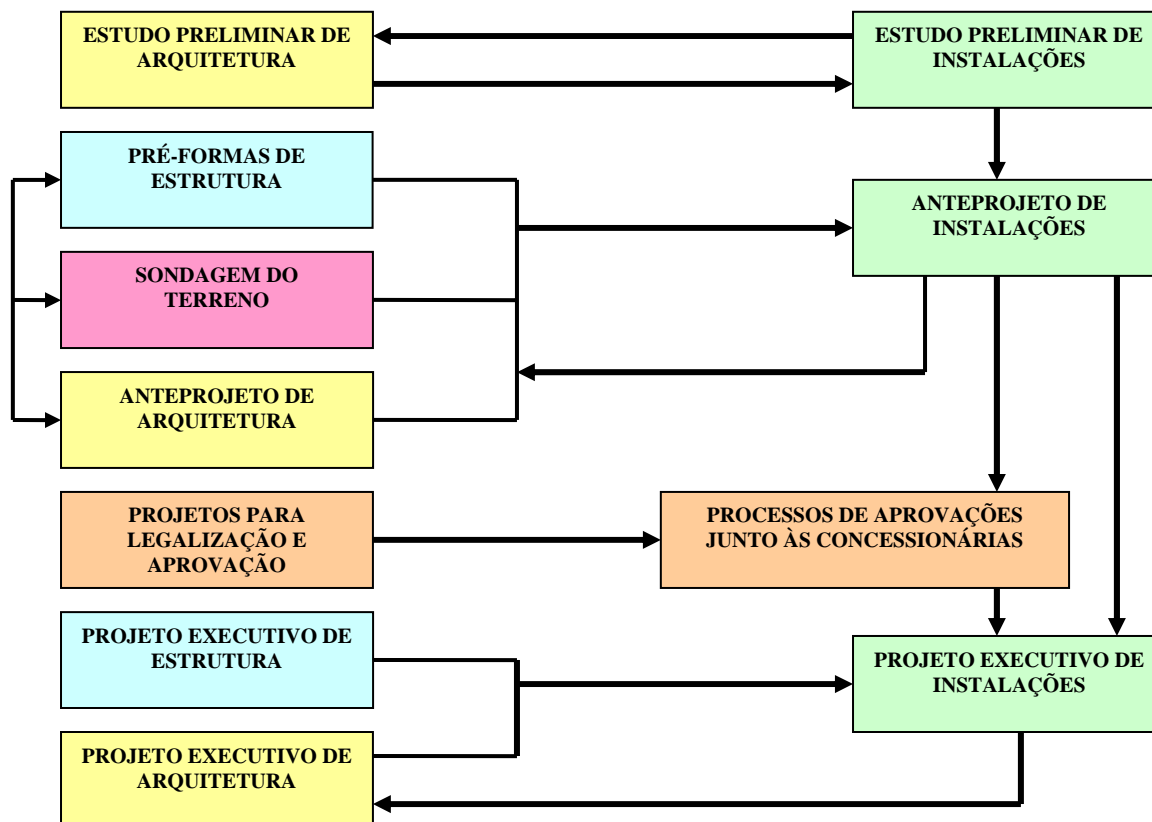 ESTUDO PRELIMINAR DE
ARQUITETURA
ESTUDO PRELIMINAR DE
INSTALAÇÕES
PRÉ-FORMAS DE
ESTRUTURA
ANTEPROJETO DE
INSTALAÇÕES
SONDAGEM DO
TERRENO
ANTEPROJETO DE
ARQUITETURA
PROJETOS PARA
LEGALIZAÇÃO E
APROVAÇÃO
PROCESSOS DE APROVAÇÕES
JUNTO ÀS CONCESSIONÁRIAS
PROJETO EXECUTIVO DE
ESTRUTURA
PROJETO EXECUTIVO DE
INSTALAÇÕES
PROJETO EXECUTIVO DE
ARQUITETURA